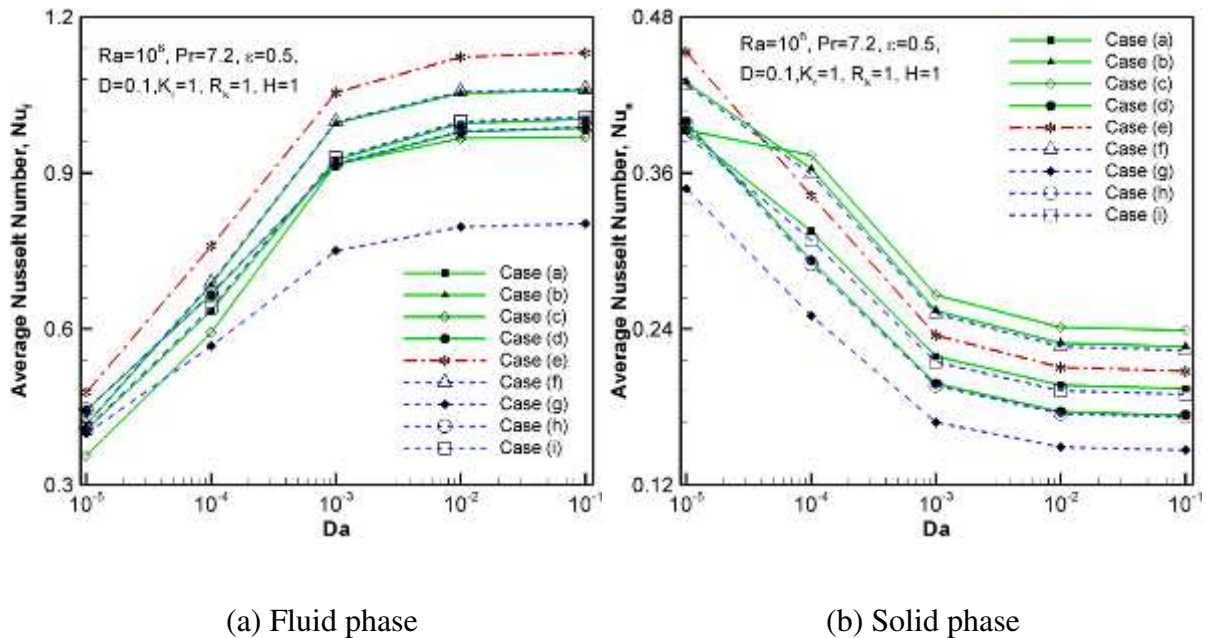 1.2
0.9
0.6
0.3
Average Nusselt Number, Nu_f
Ra=10^6, Pr=7.2, ε=0.5,
D=0.1,K_r=1, R_k=1, H=1
Case (a)
Case (b)
Case (c)
Case (d)
Case (e)
Case (f)
Case (g)
Case (h)
Case (i)
10^-5 10^-4 10^-3 10^-2 10^-1
Da
0.48
0.36
0.24
0.12
Average Nusselt Number, Nu_s
Ra=10^6, Pr=7.2, ε=0.5,
D=0.1,K_r=1, R_k=1, H=1
Case (a)
Case (b)
Case (c)
Case (d)
Case (e)
Case (f)
Case (g)
Case (h)
Case (i)
10^-5 10^-4 10^-3 10^-2 10^-1
Da
(a) Fluid phase
(b) Solid phase